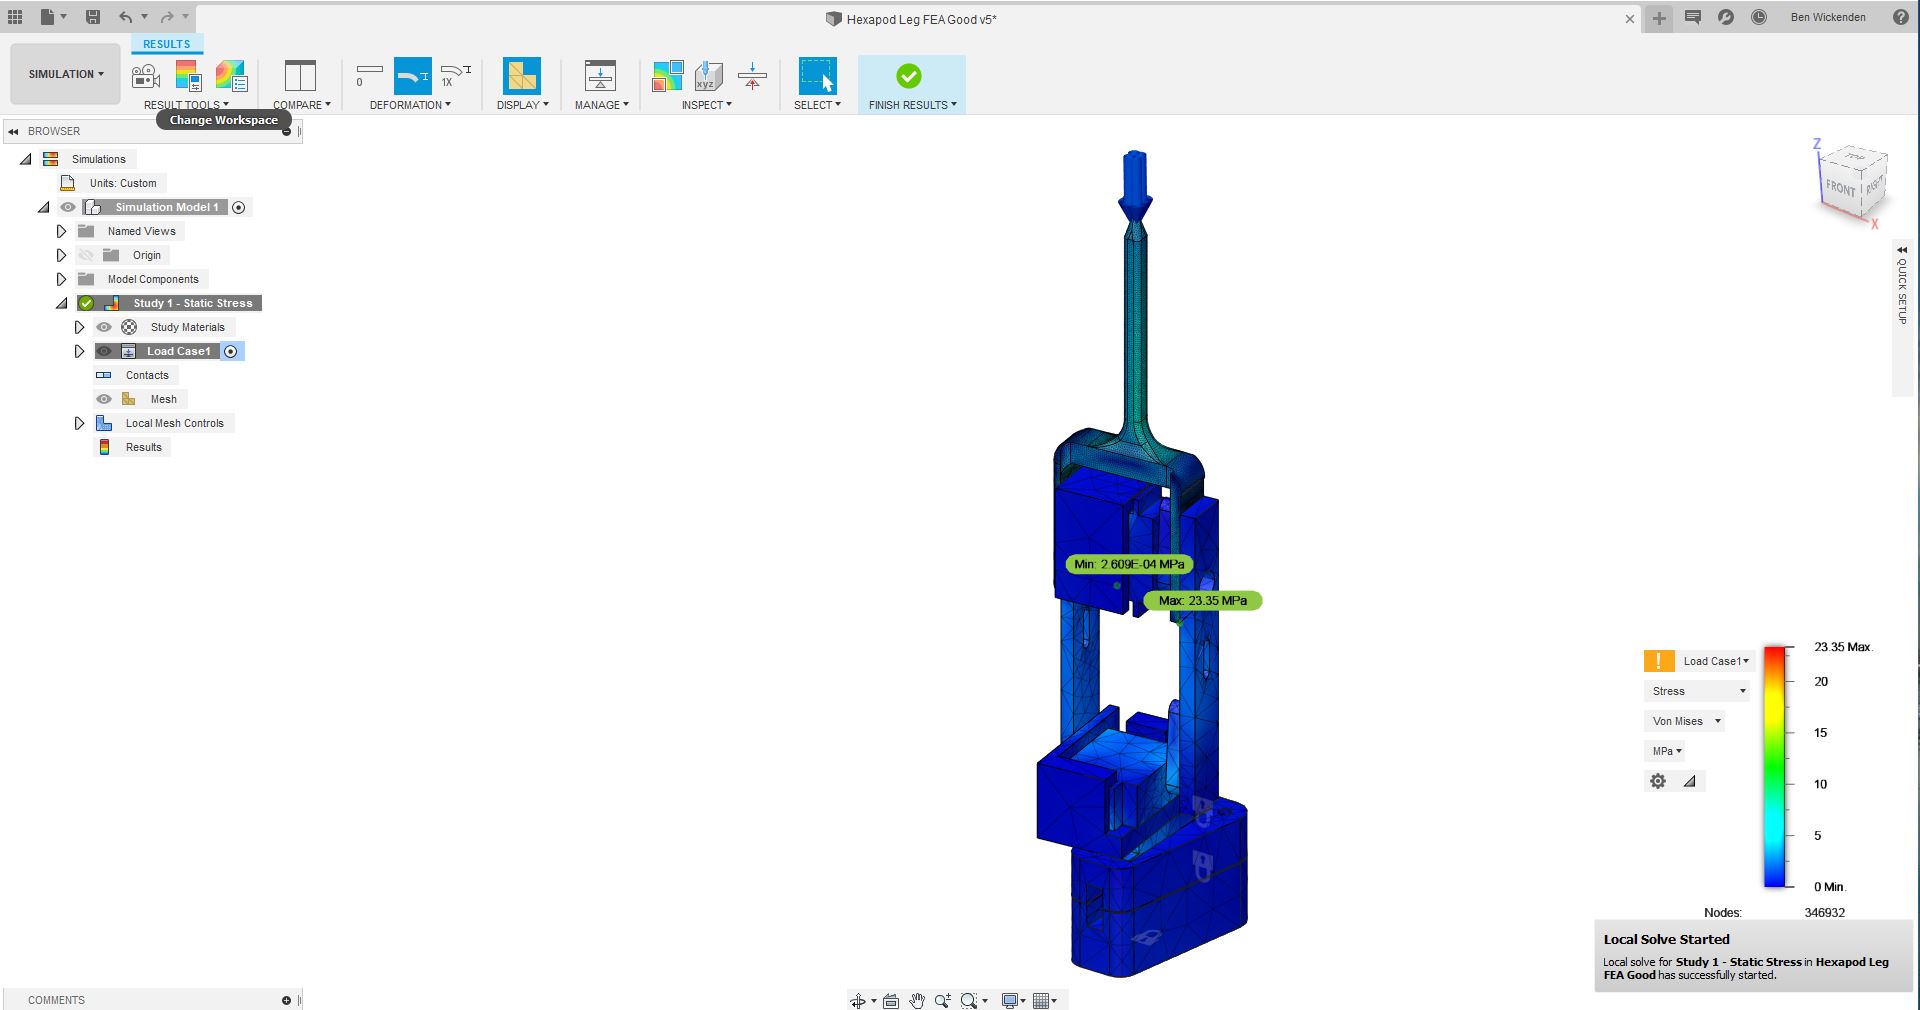 Hexapod Leg FEA Good v5*
Ben Wickenden
RESULTS
SIMULATION
0
1X
xyz
RESULT TOOLS
COMPARE
DEFORMATION
DISPLAY
MANAGE
INSPECT
SELECT
FINISH RESULTS
Change Workspace
BROWSER
Simulations
Units: Custom
Simulation Model 1
Named Views
Origin
Model Components
Study 1 - Static Stress
Study Materials
Load Case1
Contacts
Mesh
Local Mesh Controls
Results
Z
TOP
FRONT
RIGHT
X
QUICK SETUP
Min: 2.609E-04 MPa
Max: 23.35 MPa
Load Case1
Stress
Von Mises
MPa
23.35 Max.
20
15
10
5
0 Min.
Nodes: 346932
Local Solve Started
Local solve for Study 1 - Static Stress in Hexapod Leg
FEA Good has successfully started.
COMMENTS